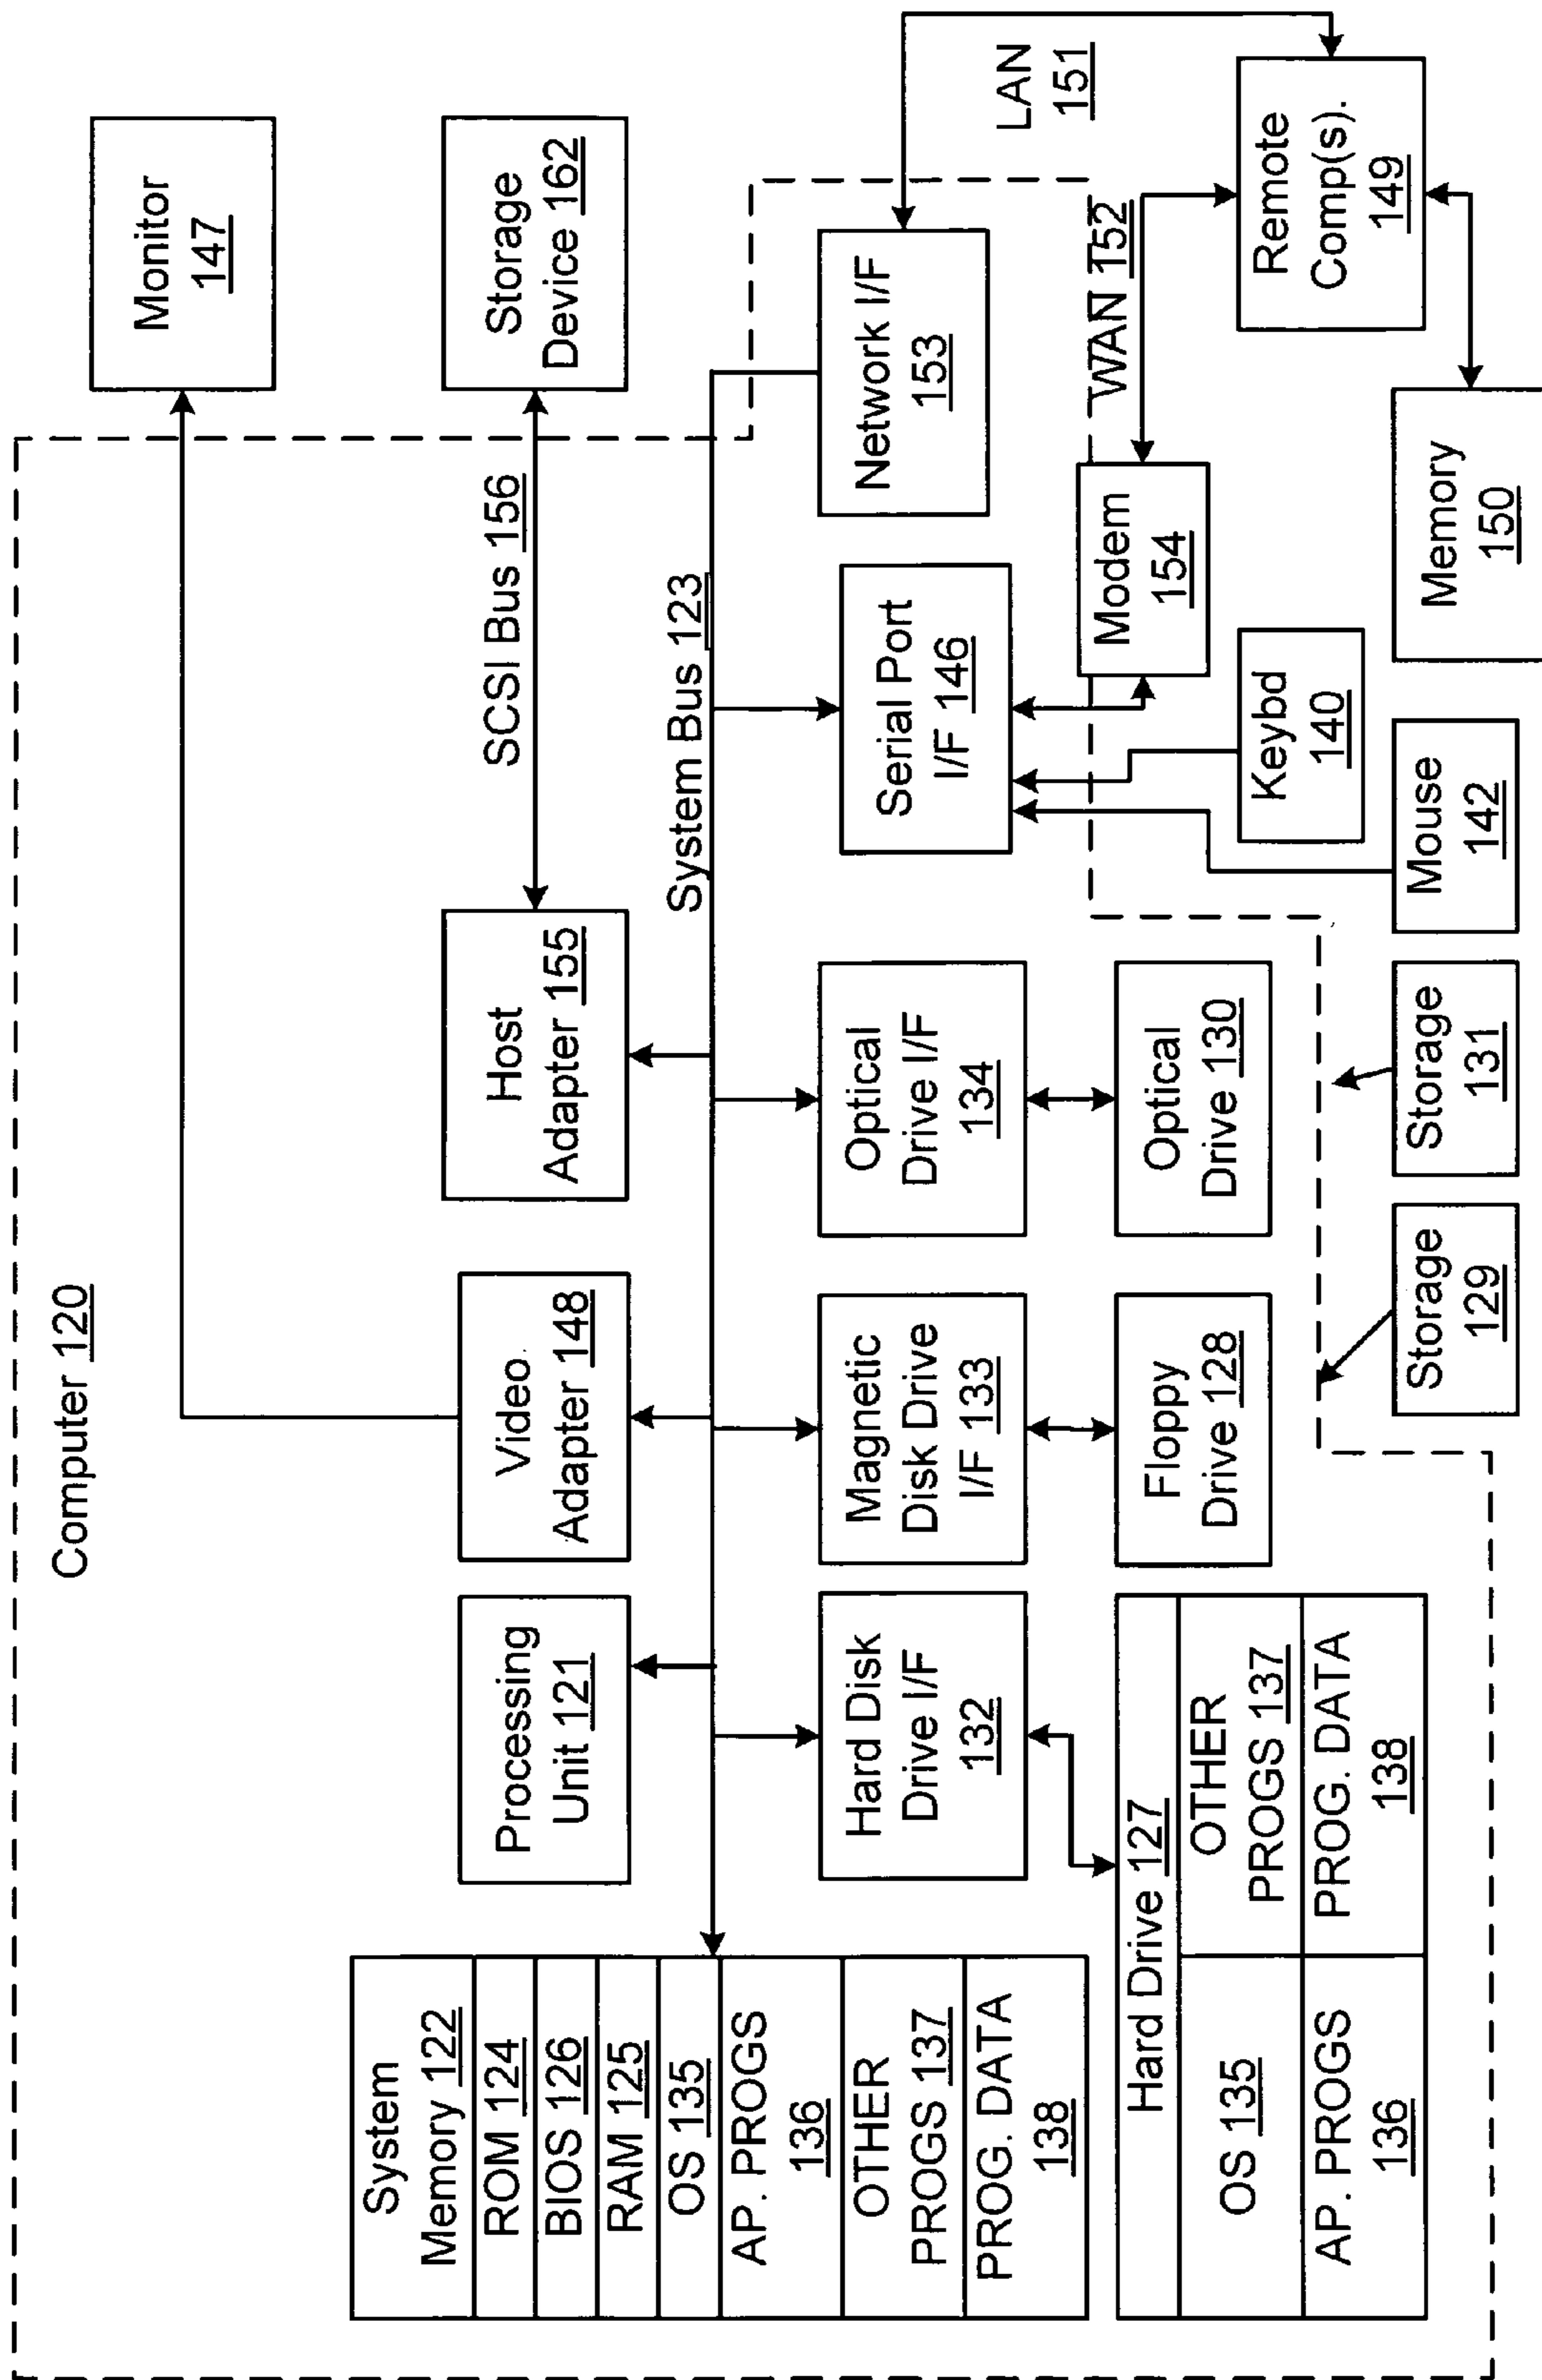 Computer 120
Monitor
147
Storage
Device 162
SCSI Bus 156
Host
Adapter 155
Video
Adapter 148
Processing
Unit 121
System
Memory 122
ROM 124
BIOS 126
RAM 125
OS 135
AP. PROGS
136
OTHER
PROGS 137
PROG. DATA
138
System Bus 123
Hard Disk
Drive I/F
132
Magnetic
Disk Drive
I/F 133
Optical
Drive I/F
134
Serial Port
I/F 146
Network I/F
153
LAN
151
Hard Drive 127
OS 135
OTHER
PROGS 137
AP. PROGS
136
PROG. DATA
138
Floppy
Drive 128
Optical
Drive 130
Modem
154
WAN 152
Remote
Comp(s).
149
Keybd
140
Storage
129
Storage
131
Mouse
142
Memory
150